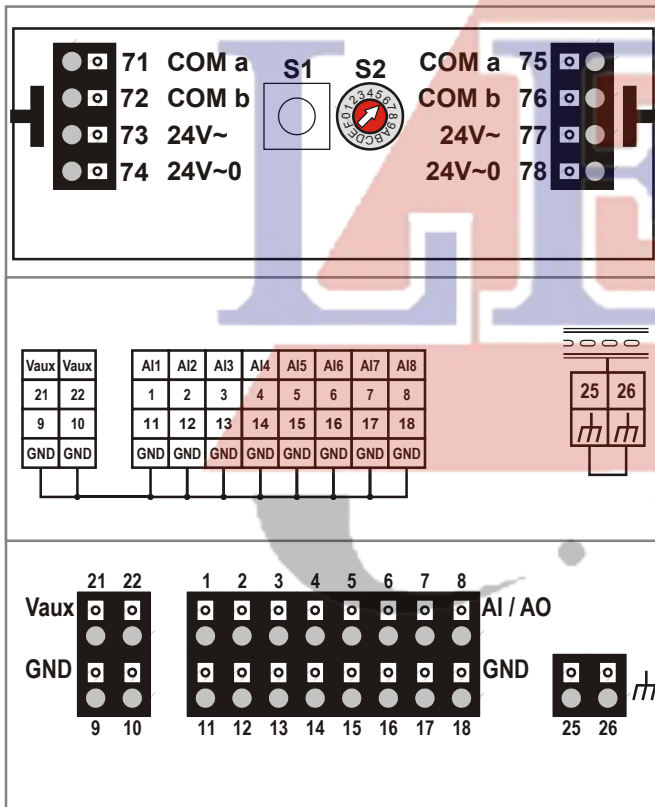 71 COM a S1 S2 COM a 75
72 COM b COM b 76
73 24V~ 24V~ 77
74 24V~0 24V~0 78
0123456789ABCDEF
Vaux Vaux AI1 AI2 AI3 AI4 AI5 AI6 AI7 AI8
21 22 1 2 3 4 5 6 7 8 25 26
9 10 11 12 13 14 15 16 17 18
GND GND GND GND GND GND GND GND GND GND
21 22 1 2 3 4 5 6 7 8
Vaux AI / AO
GND GND
9 10 11 12 13 14 15 16 17 18 25 26
LE